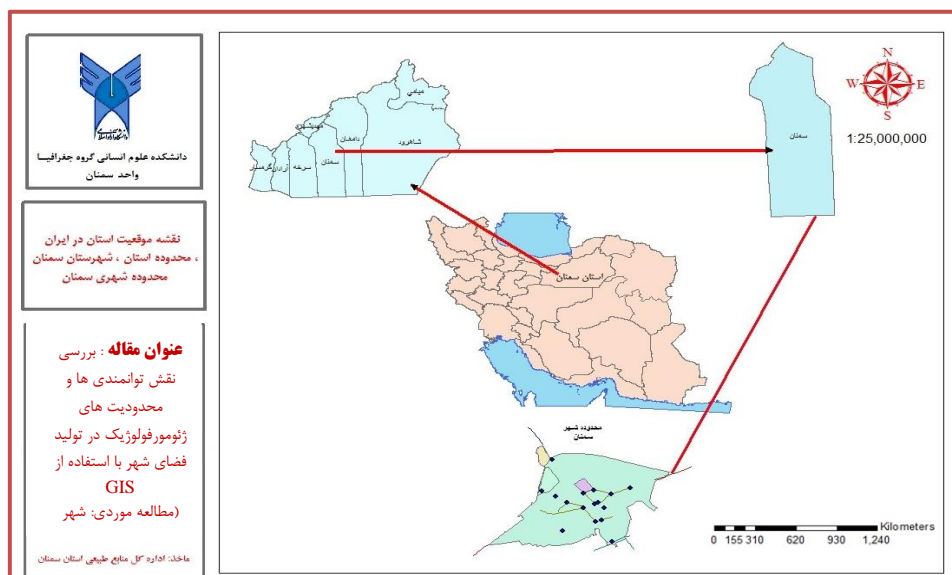 دانشکده علوم انسانی گروه جغرافیـا
واحد سمنان
نقشه موقعیت استان در ایران
، محدوده استان ، شهرستان سمنان
محدوده شهری سمنان
عنوان مقاله : بررسی
نقش توانمندی ها و
محدودیت های
ژئومورفولوژیک در تولید
فضای شهر با استفاده از
GIS
(مطالعه موردی: شهر
ماخذ: اداره کل منابع طبیعی استان سمنان
میامی
شاهرود
دامغان
مهدیشهر
سمنان
سرخه
آرادان
گرمسار
سمنان
N
W
E
S
1:25,000,000
استان سمنان
محدوده شهر
سمنان
Kilometers
0 155 310 620 930 1,240